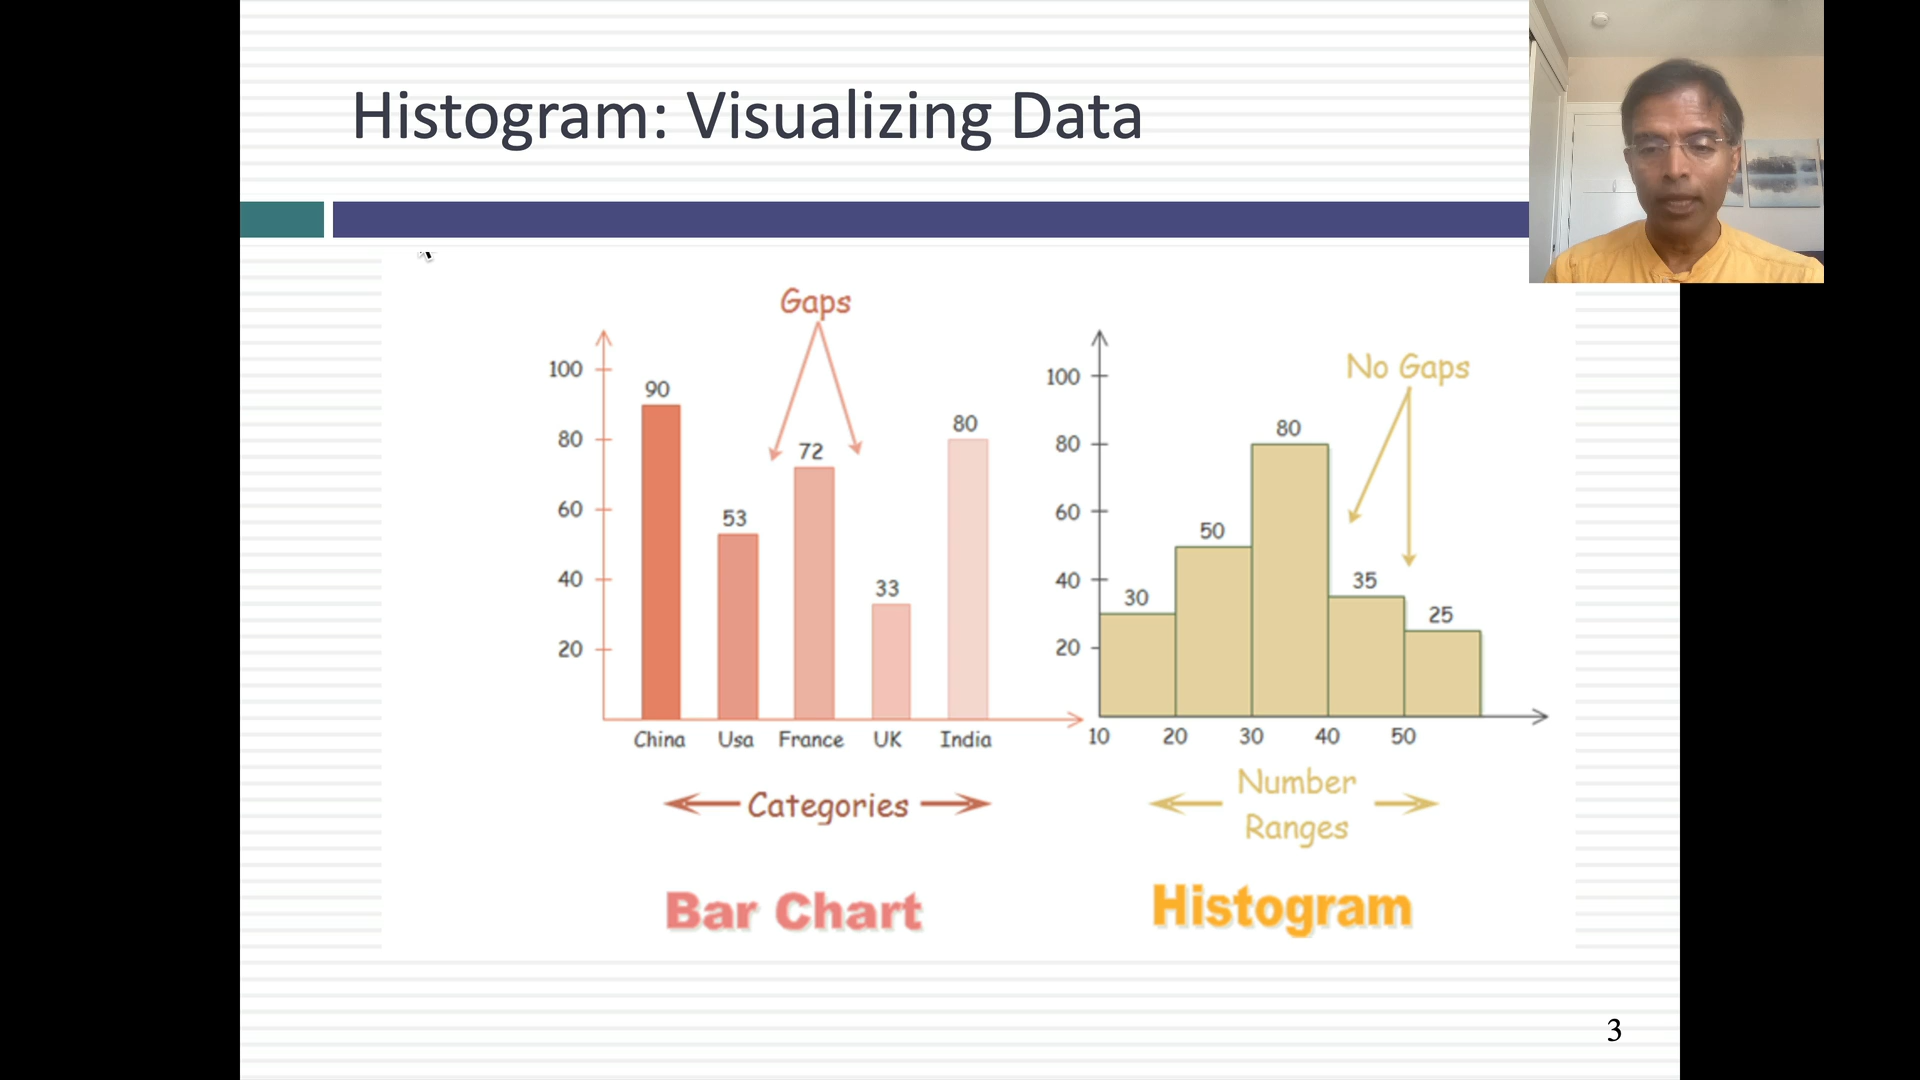 Histogram: Visualizing Data
Gaps
100
80
60
40
20
90
53
72
33
80
China Usa France UK India
Categories
Bar Chart
No Gaps
100
80
60
40
20
30
50
80
35
25
10 20 30 40 50
Number
Ranges
Histogram
3